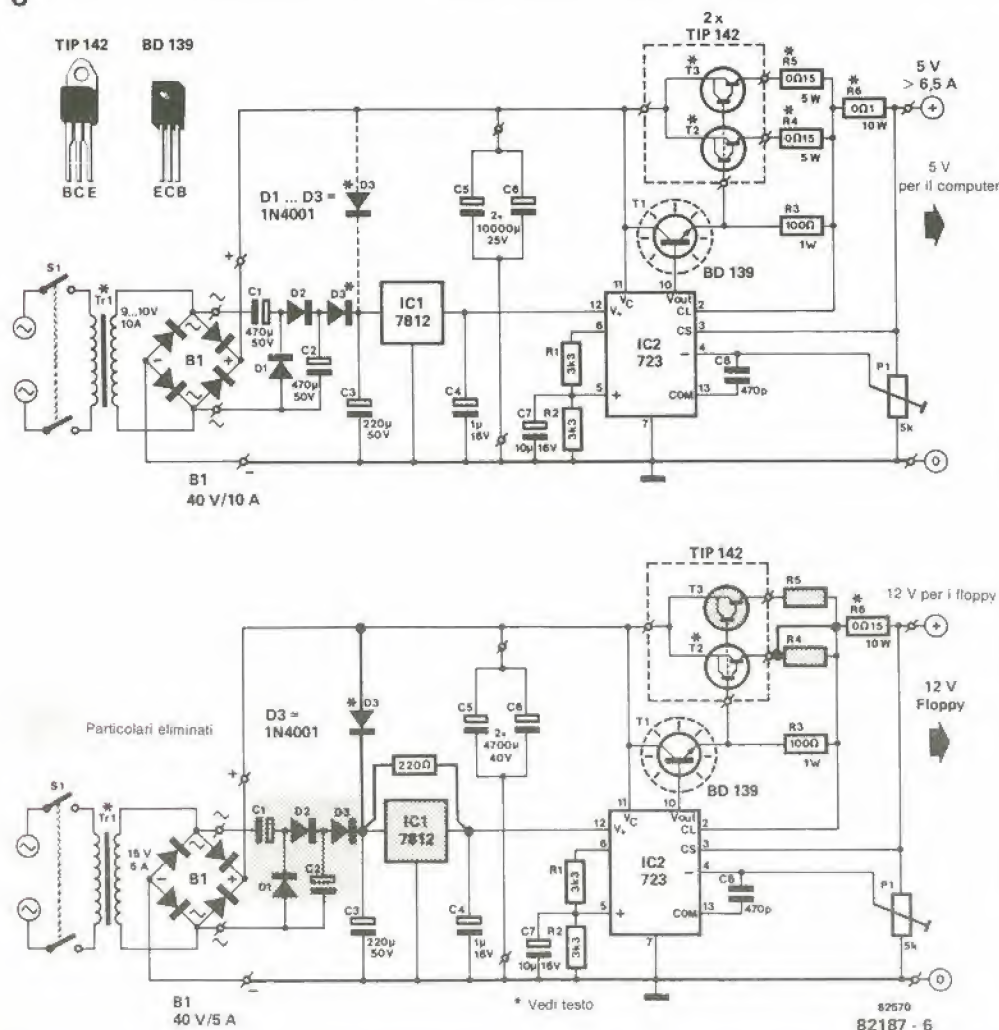 TIP 142
BD 139
BCE
ECB
D1 ... D3 =
1N4001
* D3
C5
C6
2x
10000µ
25V
2 x
TIP 142
*
T3
*
T2
*
R5
0Ω15
5 W
R4
0Ω15
5 W
*
R6
0Ω1
10 W
5 V
> 6,5 A
+
5 V
per il computer
T1
BD 139
R3
100Ω
1W
S1
*
Tr1
9...10V
10A
B1
~
~
+
−
C1
470µ
50V
D2
D3*
D1
C2
470µ
50V
IC1
7812
C3
220µ
50V
C4
1µ
16V
11
VC
10
Vout
12
V+
6
5
+
7
IC2
723
CL
2
CS
3
−
4
COM
13
R1
3k3
R2
3k3
C7
10µ
16V
C8
470p
P1
5k
0
B1
40 V/10 A
TIP 142
T3
*
T2
R5
R4
*
R6
0Ω15
10 W
12 V per i floppy
+
12 V
Floppy
Particolari eliminati
D3 =
1N4001
* D3
220Ω
C5
C6
2x
4700µ
40V
T1
BD 139
R3
100Ω
1W
S1
*
Tr1
15 V
B1
~
~
+
−
C1
D2
D3
D1
C2
IC1
7812
C3
220µ
50V
C4
1µ
16V
11
VC
10
Vout
12
V+
6
5
+
7
IC2
723
CL
2
CS
3
−
4
COM
13
R1
3k3
R2
3k3
C7
10µ
16V
C8
470p
P1
5k
0
B1
40 V/5 A
* Vedi testo
82570
82187 - 6